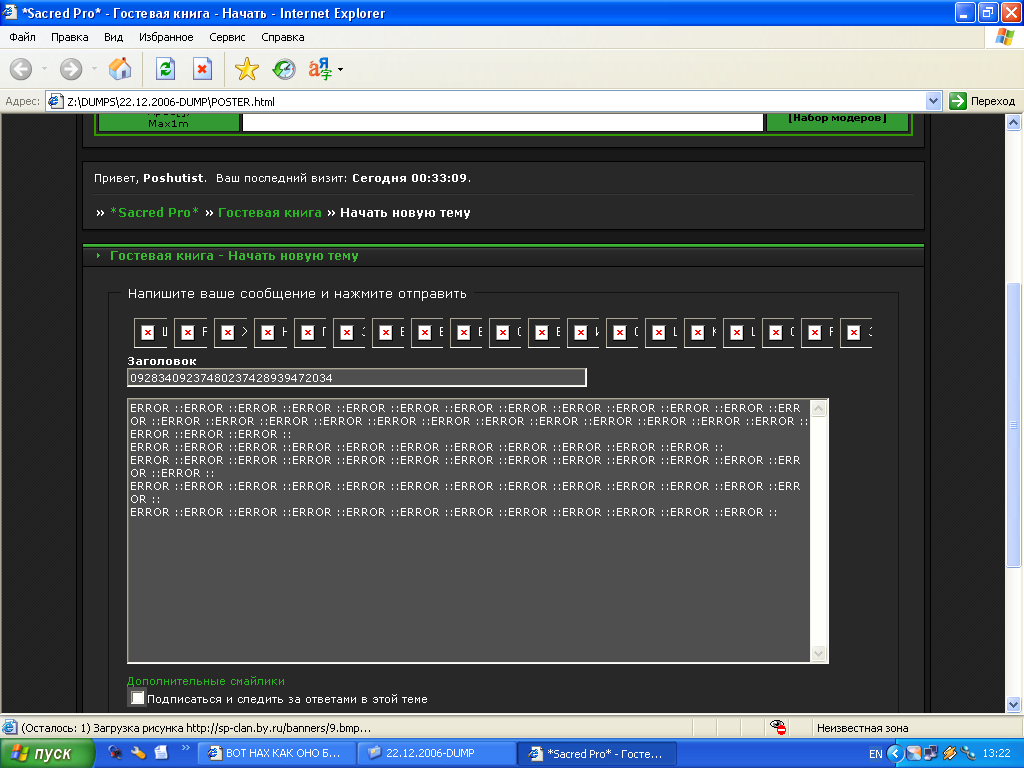 *Sacred Pro* - Гостевая книга - Начать - Internet Explorer
Файл Правка Вид Избранное Сервис Справка
Адрес: Z:\DUMPS\22.12.2006-DUMP\POSTER.html Переход
Max1m [Набор модеров]
Привет, Poshutist. Ваш последний визит: Сегодня 00:33:09.
» *Sacred Pro* » Гостевая книга » Начать новую тему
Гостевая книга - Начать новую тему
Напишите ваше сообщение и нажмите отправить
Заголовок
09283409237480237428939472034
ERROR ::ERROR ::ERROR ::ERROR ::ERROR ::ERROR ::ERROR ::ERROR ::ERROR ::ERROR ::ERROR ::ERROR ::ERR
OR ::ERROR ::ERROR ::ERROR ::ERROR ::ERROR ::ERROR ::ERROR ::ERROR ::ERROR ::ERROR ::ERROR ::ERROR ::
ERROR ::ERROR ::ERROR ::
ERROR ::ERROR ::ERROR ::ERROR ::ERROR ::ERROR ::ERROR ::ERROR ::ERROR ::ERROR ::ERROR ::
ERROR ::ERROR ::ERROR ::ERROR ::ERROR ::ERROR ::ERROR ::ERROR ::ERROR ::ERROR ::ERROR ::ERROR ::ERR
OR ::ERROR ::
ERROR ::ERROR ::ERROR ::ERROR ::ERROR ::ERROR ::ERROR ::ERROR ::ERROR ::ERROR ::ERROR ::ERROR ::ERR
OR ::
ERROR ::ERROR ::ERROR ::ERROR ::ERROR ::ERROR ::ERROR ::ERROR ::ERROR ::ERROR ::ERROR ::ERROR ::
Дополнительные смайлики
Подписаться и следить за ответами в этой теме
(Осталось: 1) Загрузка рисунка http://sp-clan.by.ru/banners/9.bmp... Неизвестная зона
пуск ВОТ НАХ КАК ОНО Б... 22.12.2006-DUMP *Sacred Pro* - Госте... EN 13:22